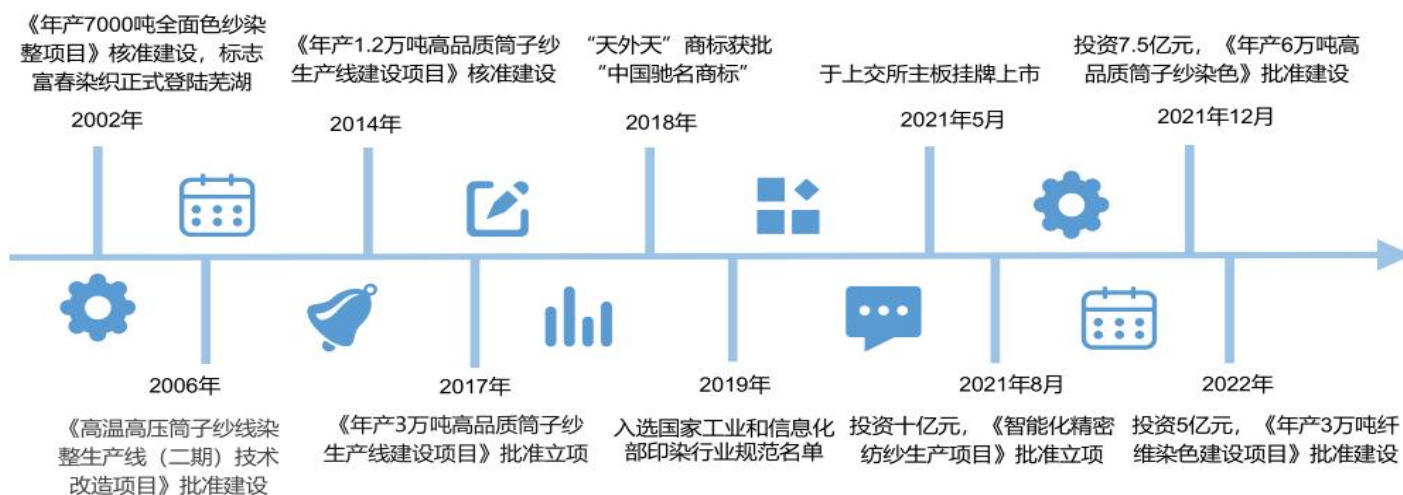 《年产7000吨全面色纱染
整项目》核准建设，标志
富春染织正式登陆芜湖
2002年
《年产1.2万吨高品质筒子纱
生产线建设项目》核准建设
2014年
“天外天”商标获批
“中国驰名商标”
2018年
于上交所主板挂牌上市
2021年5月
投资7.5亿元，《年产6万吨高
品质筒子纱染色》批准建设
2021年12月
2006年
《高温高压筒子纱线染
整生产线（二期）技术
改造项目》批准建设
2017年
《年产3万吨高品质筒子纱
生产线建设项目》批准立项
2019年
入选国家工业和信息化
部印染行业规范名单
2021年8月
投资十亿元，《智能化精密
纺纱生产项目》批准立项
2022年
投资5亿元，《年产3万吨纤
维染色建设项目》批准建设